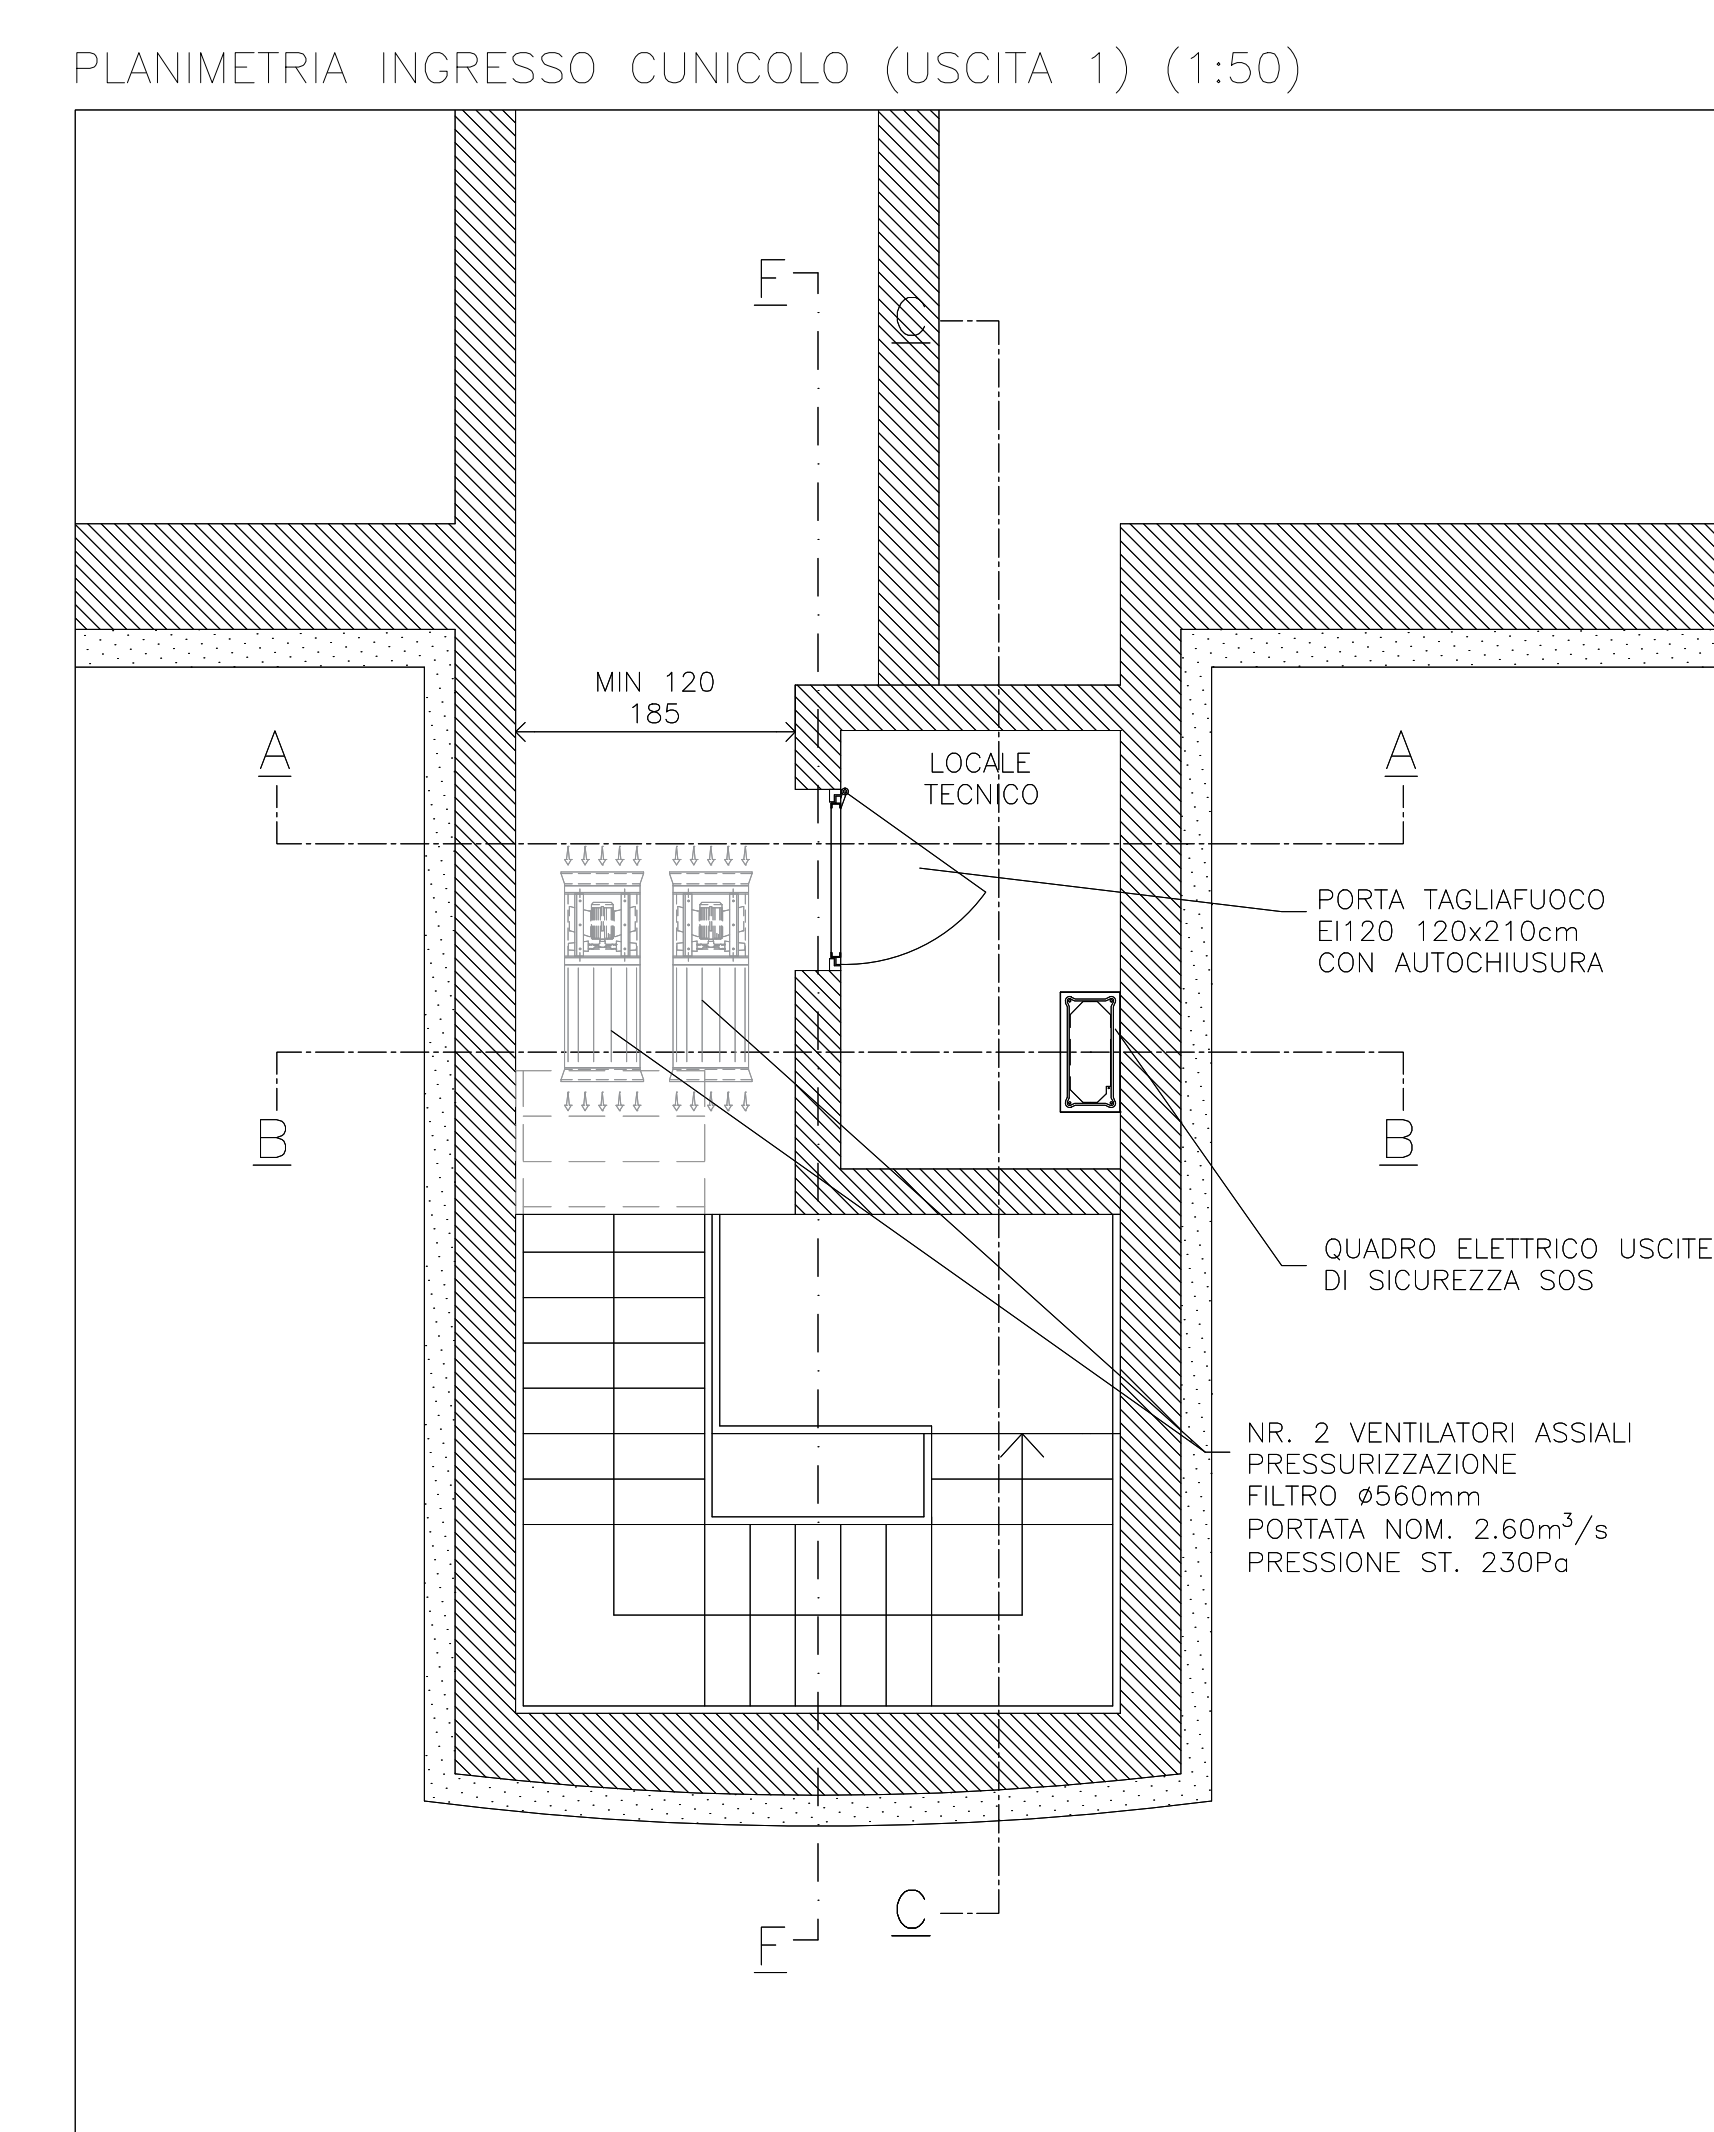 PLANIMETRIA INGRESSO CUNICOLO (USCITA 1) (1:50)
F
C
MIN 120
185
A
A
LOCALE
TECNICO
PORTA TAGLIAFUOCO
EI120 120x210cm
CON AUTOCHIUSURA
B
B
QUADRO ELETTRICO USCITE
DI SICUREZZA SOS
NR. 2 VENTILATORI ASSIALI
PRESSURIZZAZIONE
FILTRO ø560mm
PORTATA NOM. 2.60m³/s
PRESSIONE ST. 230Pa
C
F